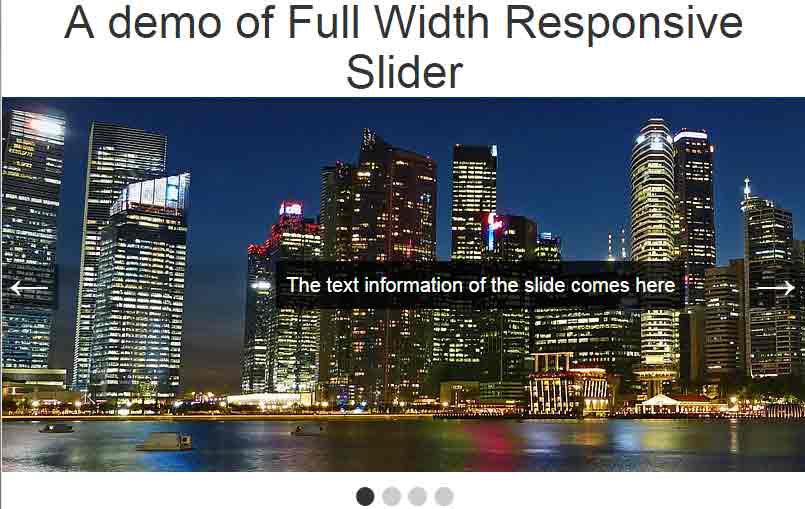 A demo of Full Width Responsive
Slider
The text information of the slide comes here